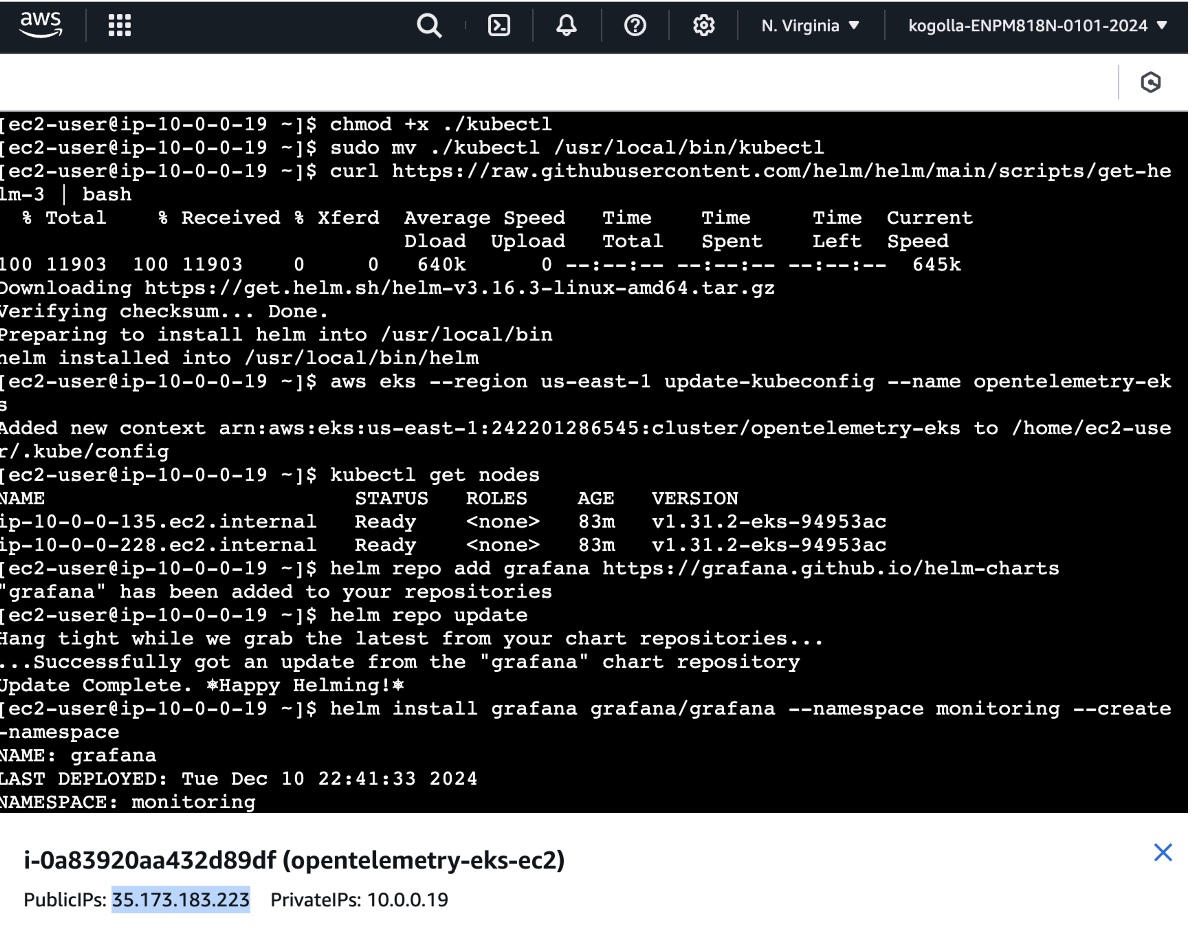 aws
N. Virginia ▼
kogolla-ENPM818N-0101-2024 ▼
[ec2-user@ip-10-0-0-19 ~]$ chmod +x ./kubectl
[ec2-user@ip-10-0-0-19 ~]$ sudo mv ./kubectl /usr/local/bin/kubectl
[ec2-user@ip-10-0-0-19 ~]$ curl https://raw.githubusercontent.com/helm/helm/main/scripts/get-he
lm-3 | bash
  % Total    % Received % Xferd  Average Speed   Time    Time     Time  Current
                                 Dload  Upload   Total   Spent    Left  Speed
100 11903  100 11903    0     0   640k      0 --:--:-- --:--:-- --:--:--  645k
Downloading https://get.helm.sh/helm-v3.16.3-linux-amd64.tar.gz
Verifying checksum... Done.
Preparing to install helm into /usr/local/bin
helm installed into /usr/local/bin/helm
[ec2-user@ip-10-0-0-19 ~]$ aws eks --region us-east-1 update-kubeconfig --name opentelemetry-ek
s
Added new context arn:aws:eks:us-east-1:242201286545:cluster/opentelemetry-eks to /home/ec2-use
r/.kube/config
[ec2-user@ip-10-0-0-19 ~]$ kubectl get nodes
NAME                         STATUS   ROLES    AGE   VERSION
ip-10-0-0-135.ec2.internal   Ready    <none>   83m   v1.31.2-eks-94953ac
ip-10-0-0-228.ec2.internal   Ready    <none>   83m   v1.31.2-eks-94953ac
[ec2-user@ip-10-0-0-19 ~]$ helm repo add grafana https://grafana.github.io/helm-charts
"grafana" has been added to your repositories
[ec2-user@ip-10-0-0-19 ~]$ helm repo update
Hang tight while we grab the latest from your chart repositories...
...Successfully got an update from the "grafana" chart repository
Update Complete. *Happy Helming!*
[ec2-user@ip-10-0-0-19 ~]$ helm install grafana grafana/grafana --namespace monitoring --create
-namespace
NAME: grafana
LAST DEPLOYED: Tue Dec 10 22:41:33 2024
NAMESPACE: monitoring
i-0a83920aa432d89df (opentelemetry-eks-ec2)
PublicIPs: 35.173.183.223 PrivateIPs: 10.0.0.19